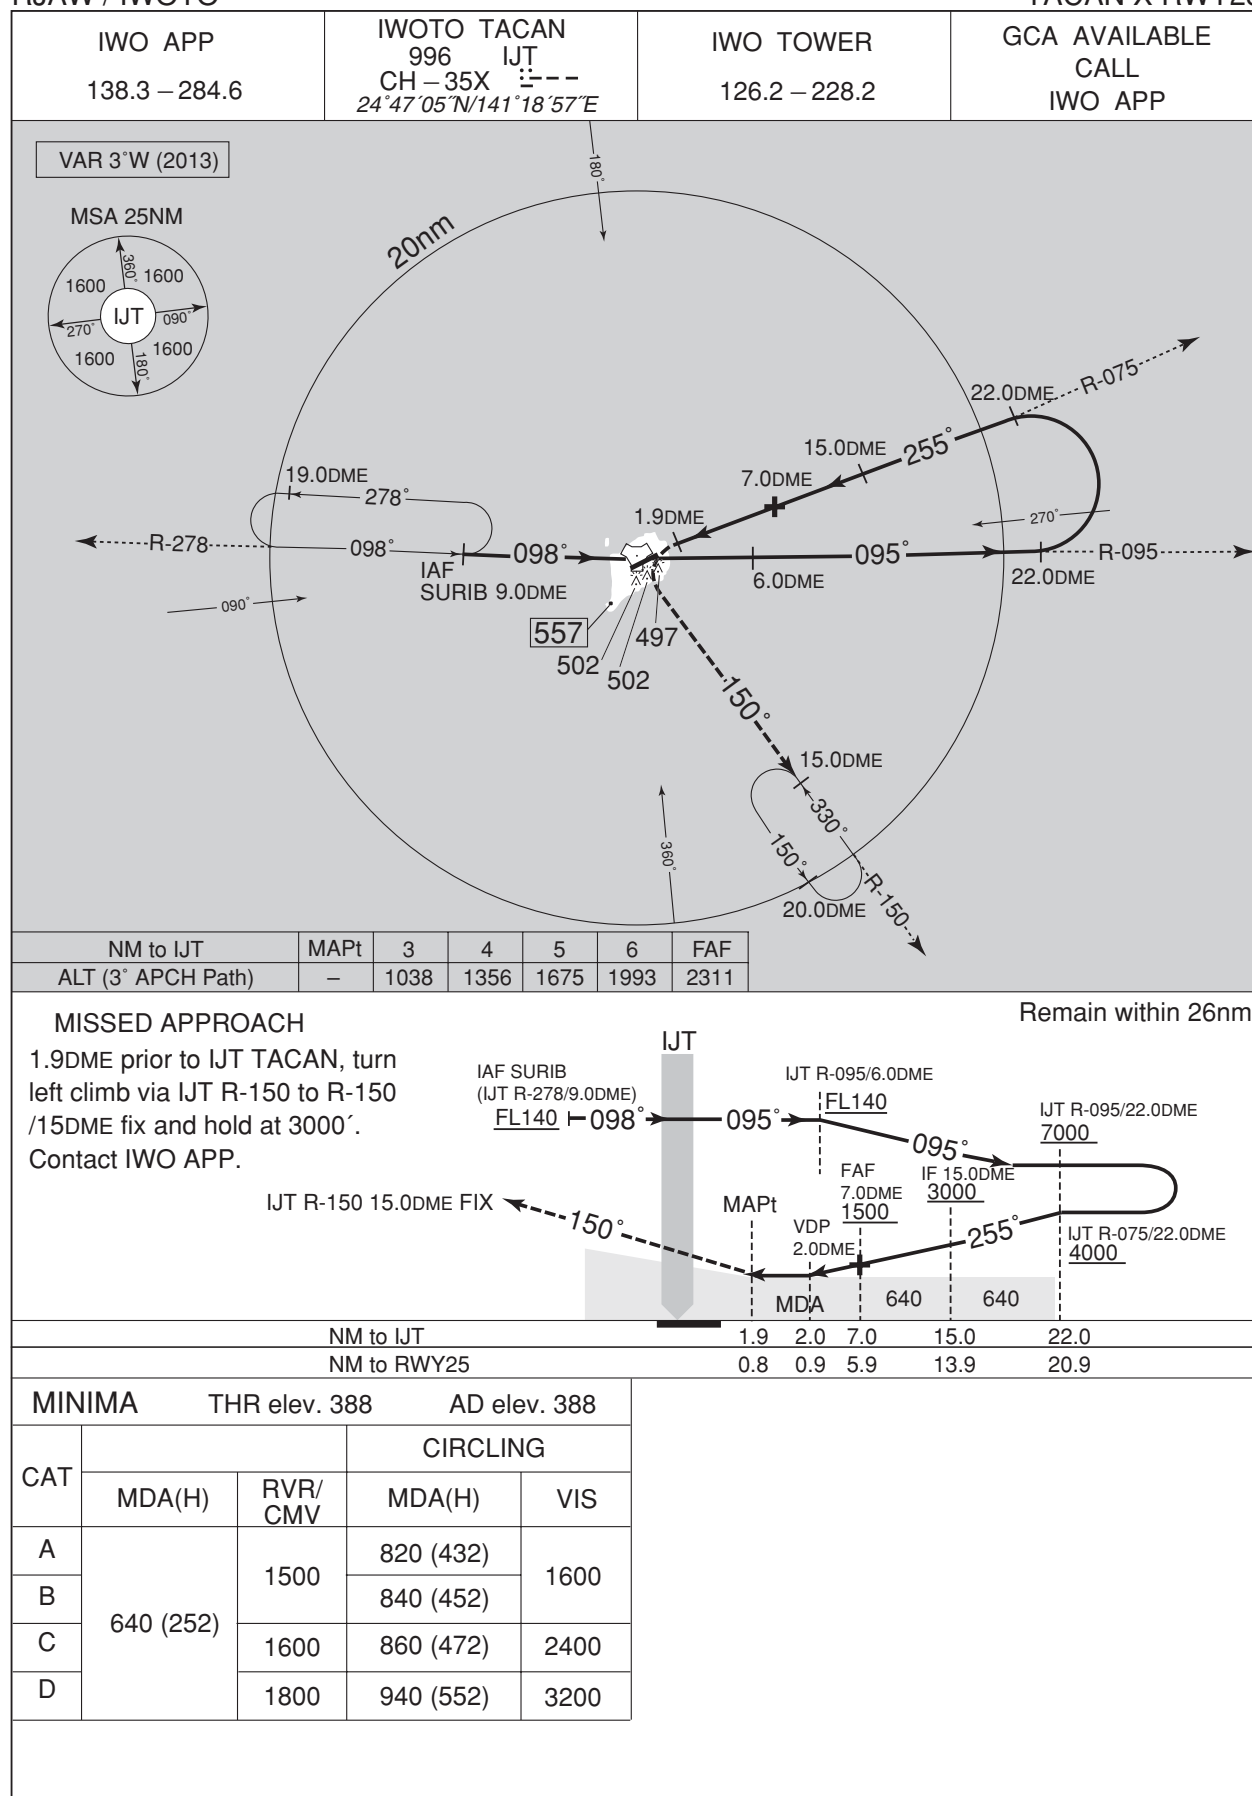 RJAW / IWOTO
TACAN X RWY25
IWO APP
138.3 – 284.6
IWOTO TACAN
996 IJT
CH – 35X
24˚47´05˝N/141˚18´57˝E
IWO TOWER
126.2 – 228.2
GCA AVAILABLE
CALL
IWO APP
VAR 3˚W (2013)
MSA 25NM
360˚
1600
1600
IJT
270˚
090˚
1600
1600
180˚
180˚
20nm
22.0DME
R-075
15.0DME
255˚
7.0DME
19.0DME
278˚
1.9DME
270˚
R-278
098˚
098˚
095˚
R-095
IAF
SURIB 9.0DME
6.0DME
22.0DME
090˚
557
497
502
502
150˚
15.0DME
330˚
150˚
360˚
R-150
20.0DME
NM to IJT MAPt 3 4 5 6 FAF
ALT (3˚ APCH Path) – 1038 1356 1675 1993 2311
MISSED APPROACH
1.9DME prior to IJT TACAN, turn
left climb via IJT R-150 to R-150
/15DME fix and hold at 3000´.
Contact IWO APP.
Remain within 26nm
IJT
IAF SURIB
(IJT R-278/9.0DME)
FL140
098˚
095˚
IJT R-095/6.0DME
FL140
095˚
IJT R-095/22.0DME
7000
IJT R-150 15.0DME FIX
150˚
MAPt
VDP
2.0DME
FAF
7.0DME
1500
IF 15.0DME
3000
255˚
IJT R-075/22.0DME
4000
MDA
640
640
NM to IJT 1.9 2.0 7.0 15.0 22.0
NM to RWY25 0.8 0.9 5.9 13.9 20.9
MINIMA THR elev. 388 AD elev. 388
CAT
CIRCLING
MDA(H)
RVR/
CMV
MDA(H)
VIS
A
820 (432)
1500
1600
B
840 (452)
640 (252)
C
1600
860 (472)
2400
D
1800
940 (552)
3200